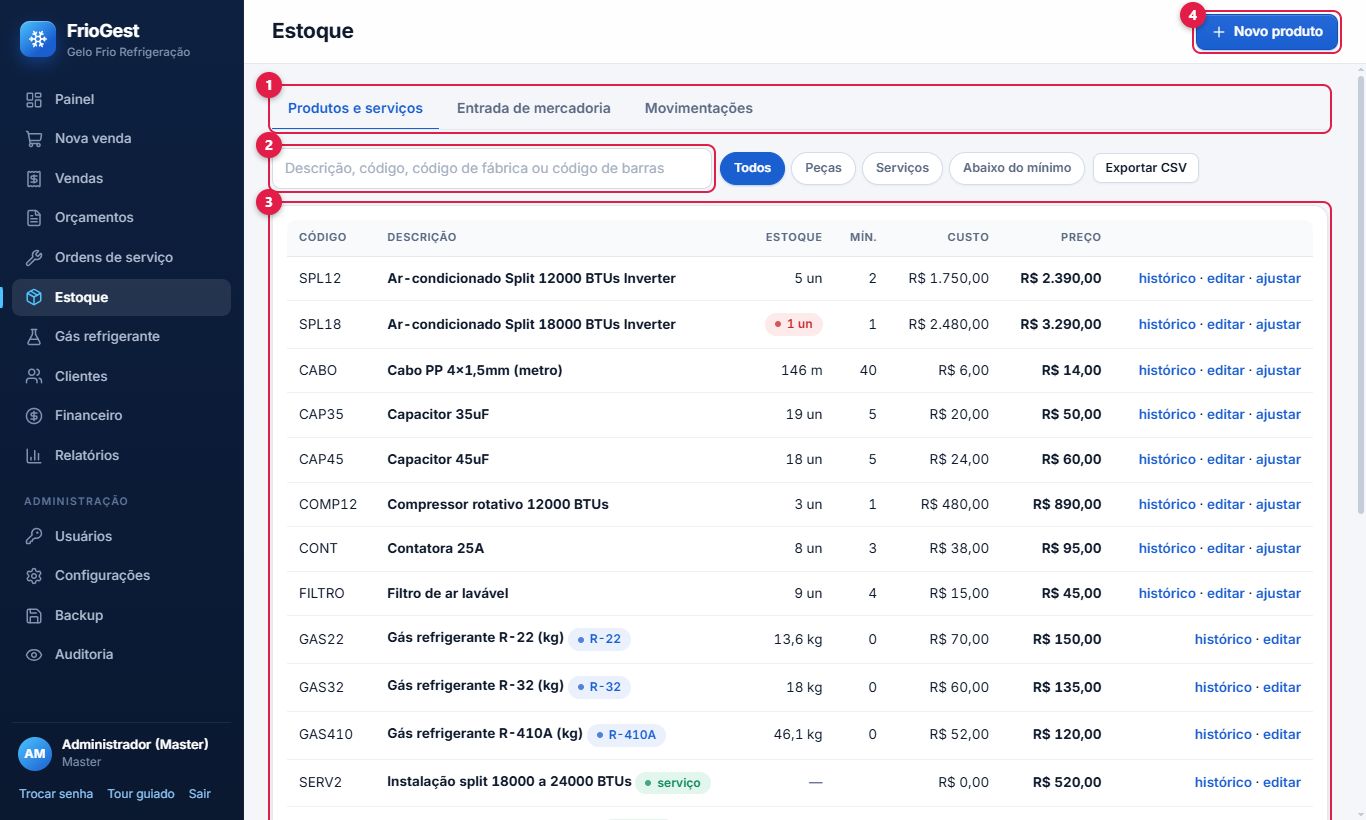 FrioGest
Gelo Frio Refrigeração
Painel
Nova venda
Vendas
Orçamentos
Ordens de serviço
Estoque
Gás refrigerante
Clientes
Financeiro
Relatórios
ADMINISTRAÇÃO
Usuários
Configurações
Backup
Auditoria
AM
Administrador (Master)
Master
Trocar senha Tour guiado Sair
Estoque
4
+ Novo produto
1
Produtos e serviços Entrada de mercadoria Movimentações
2
Descrição, código, código de fábrica ou código de barras Todos Peças Serviços Abaixo do mínimo Exportar CSV
3
CÓDIGO DESCRIÇÃO ESTOQUE MÍN. CUSTO PREÇO
SPL12 Ar-condicionado Split 12000 BTUs Inverter 5 un 2 R$ 1.750,00 R$ 2.390,00 histórico · editar · ajustar
SPL18 Ar-condicionado Split 18000 BTUs Inverter 1 un 1 R$ 2.480,00 R$ 3.290,00 histórico · editar · ajustar
CABO Cabo PP 4×1,5mm (metro) 146 m 40 R$ 6,00 R$ 14,00 histórico · editar · ajustar
CAP35 Capacitor 35uF 19 un 5 R$ 20,00 R$ 50,00 histórico · editar · ajustar
CAP45 Capacitor 45uF 18 un 5 R$ 24,00 R$ 60,00 histórico · editar · ajustar
COMP12 Compressor rotativo 12000 BTUs 3 un 1 R$ 480,00 R$ 890,00 histórico · editar · ajustar
CONT Contatora 25A 8 un 3 R$ 38,00 R$ 95,00 histórico · editar · ajustar
FILTRO Filtro de ar lavável 9 un 4 R$ 15,00 R$ 45,00 histórico · editar · ajustar
GAS22 Gás refrigerante R-22 (kg) R-22 13,6 kg 0 R$ 70,00 R$ 150,00 histórico · editar
GAS32 Gás refrigerante R-32 (kg) R-32 18 kg 0 R$ 60,00 R$ 135,00 histórico · editar
GAS410 Gás refrigerante R-410A (kg) R-410A 46,1 kg 0 R$ 52,00 R$ 120,00 histórico · editar
SERV2 Instalação split 18000 a 24000 BTUs serviço — R$ 0,00 R$ 520,00 histórico · editar